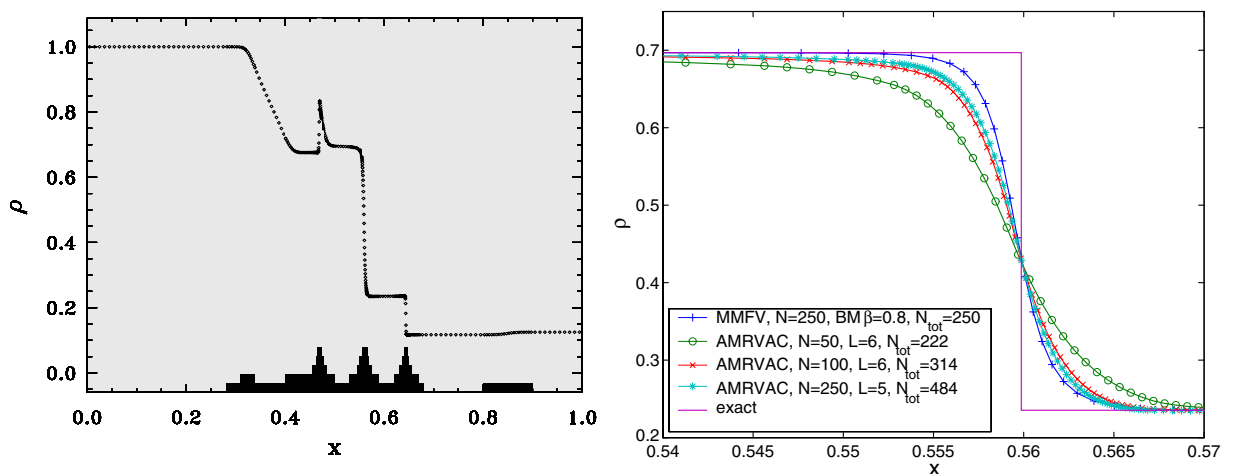 1.0
0.8
0.6
0.4
0.2
0.0
ρ
0.0 0.2 0.4 0.6 0.8 1.0
x
0.7
0.6
0.5
0.4
0.3
0.2
ρ
MMFV, N=250, BM β=0.8, N_tot=250
AMRVAC, N=50, L=6, N_tot=222
AMRVAC, N=100, L=6, N_tot=314
AMRVAC, N=250, L=5, N_tot=484
exact
0.54 0.545 0.55 0.555 0.56 0.565 0.57
x